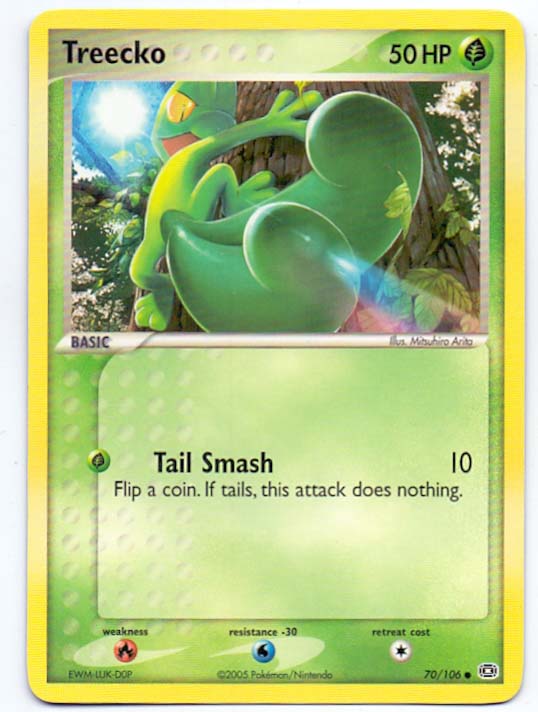 Treecko 50 HP
BASIC Illus. Mitsuhiro Arita
Tail Smash 10
Flip a coin. If tails, this attack does nothing.
weakness resistance -30 retreat cost
EWM-LUK-D0P ©2005 Pokémon/Nintendo 70/106